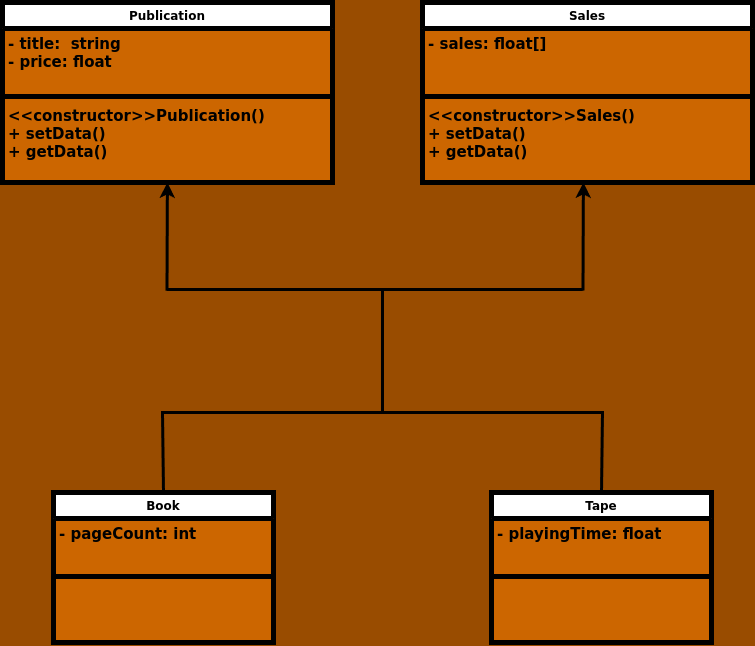 Publication
- title:  string
- price: float
<<constructor>>Publication()
+ setData()
+ getData()
Sales
- sales: float[]
<<constructor>>Sales()
+ setData()
+ getData()
Book
- pageCount: int
Tape
- playingTime: float